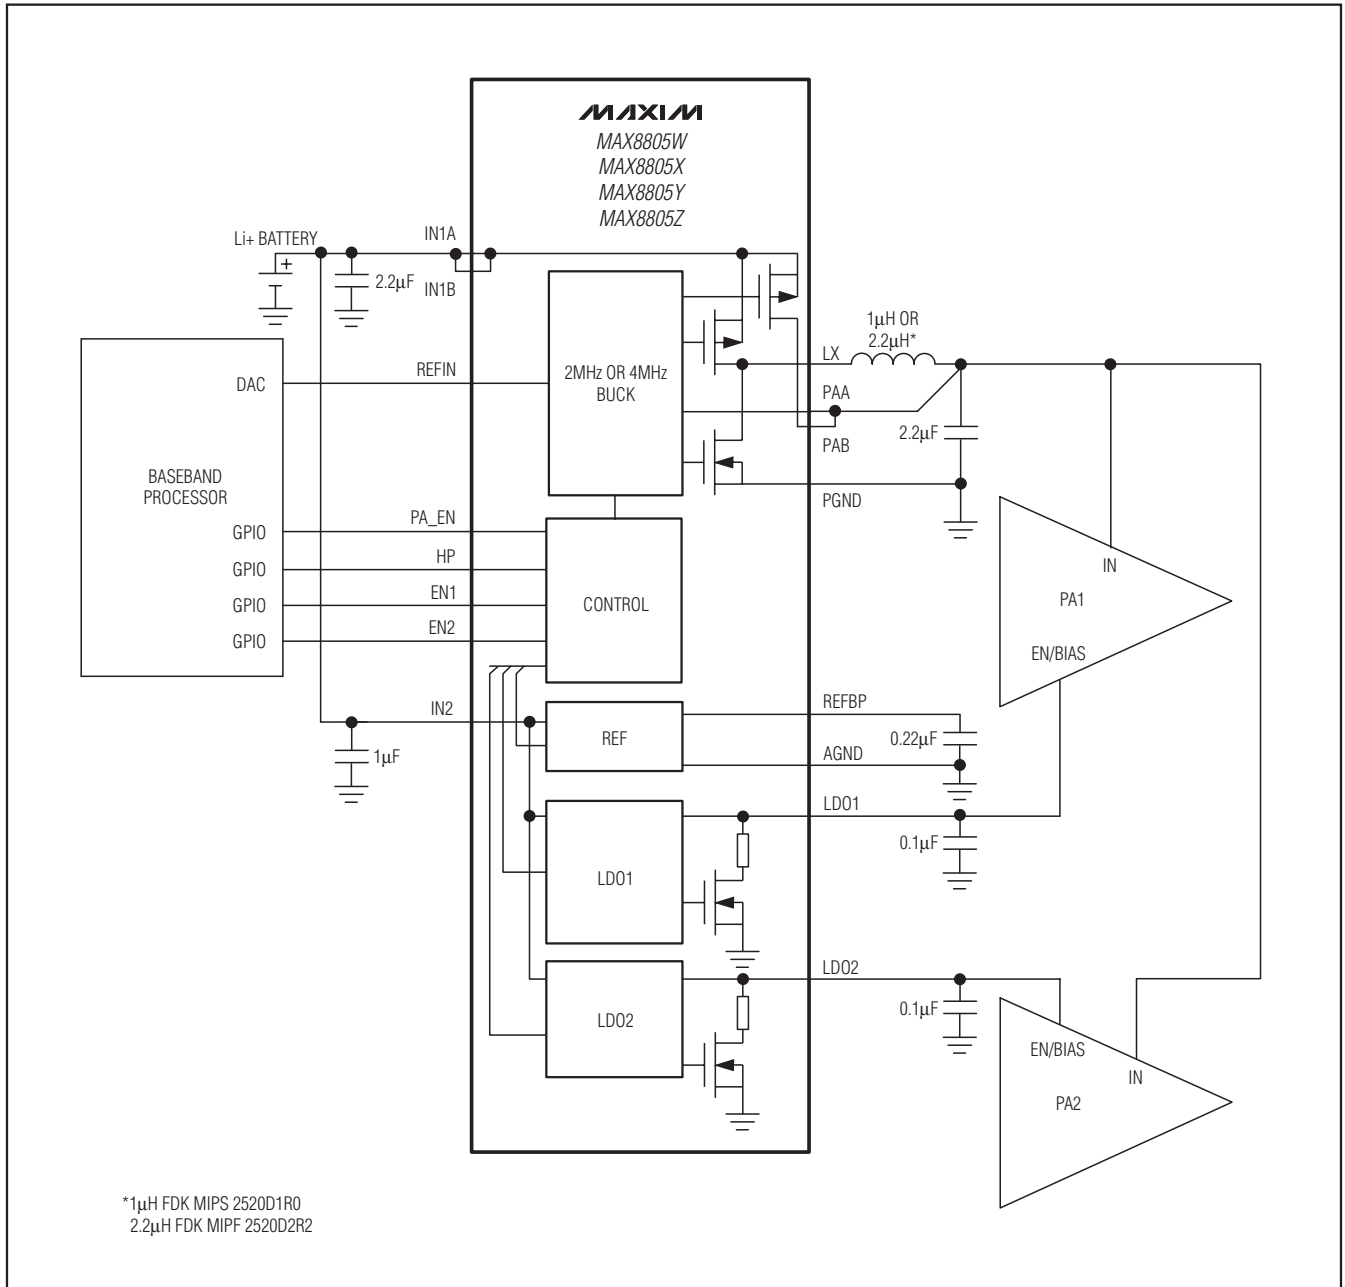 MAXIM
MAX8805W
MAX8805X
MAX8805Y
MAX8805Z
Li+ BATTERY
+
2.2µF
IN1A
IN1B
BASEBAND
PROCESSOR
DAC
GPIO
GPIO
GPIO
GPIO
REFIN
PA_EN
HP
EN1
EN2
IN2
1µF
2MHz OR 4MHz
BUCK
CONTROL
REF
LDO1
LDO2
1µH OR
2.2µH*
LX
PAA
PAB
2.2µF
PGND
REFBP
0.22µF
AGND
LDO1
0.1µF
LDO2
0.1µF
IN
PA1
EN/BIAS
EN/BIAS
IN
PA2
*1µH FDK MIPS 2520D1R0
2.2µH FDK MIPF 2520D2R2